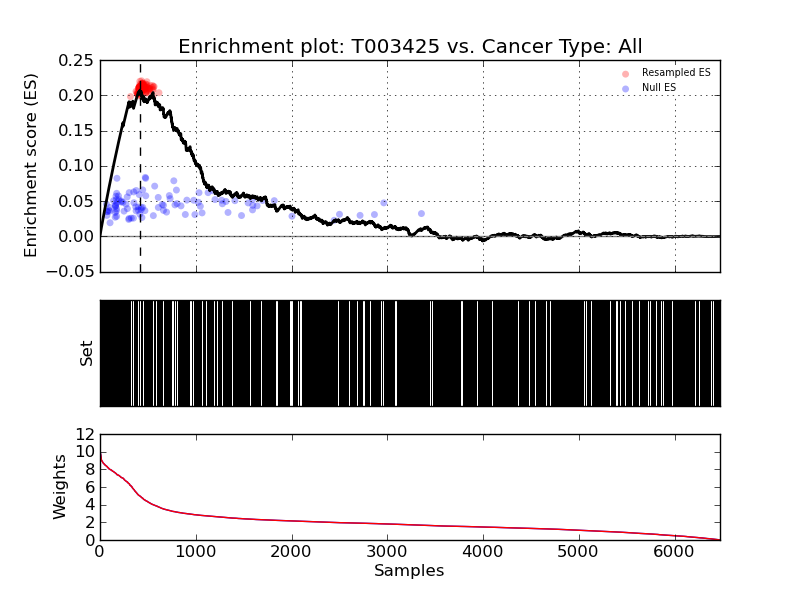 Enrichment plot: T003425 vs. Cancer Type: All
Enrichment score (ES)
0.25
0.20
0.15
0.10
0.05
0.00
−0.05
Resampled ES
Null ES
Set
Weights
12
10
8
6
4
2
0
0 1000 2000 3000 4000 5000 6000
Samples